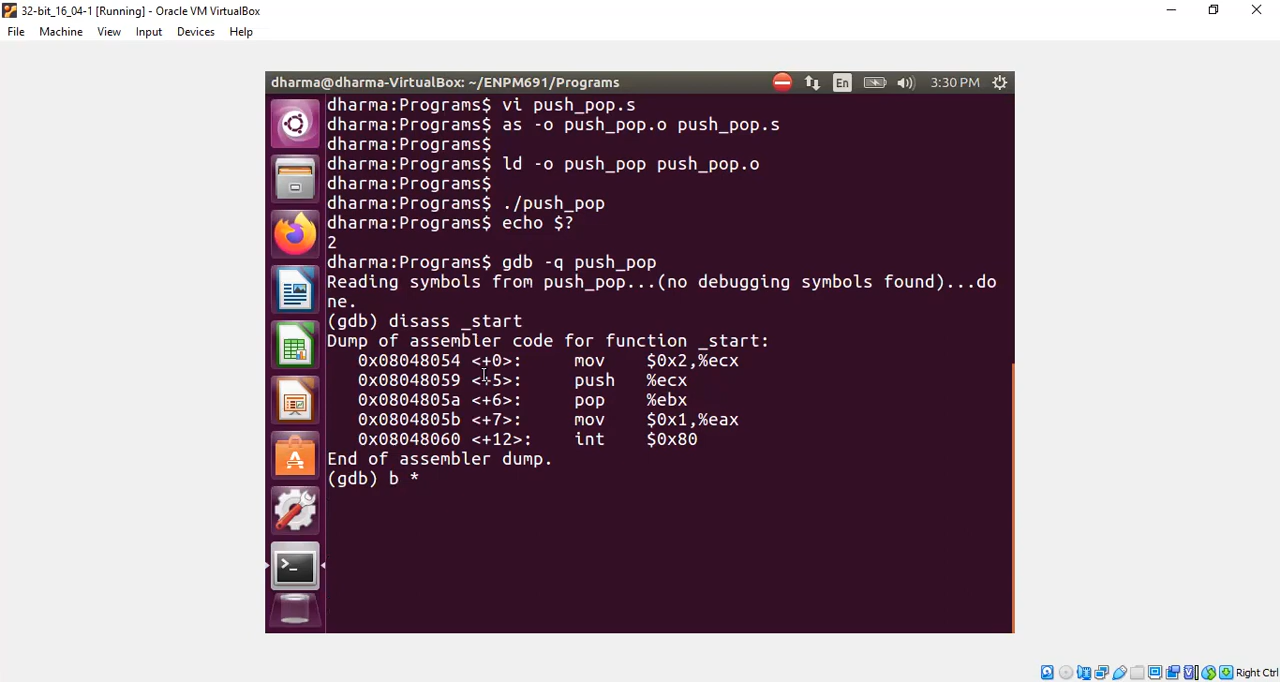 32-bit_16_04-1 [Running] - Oracle VM VirtualBox
File Machine View Input Devices Help
dharma@dharma-VirtualBox: ~/ENPM691/Programs En 3:30 PM
dharma:Programs$ vi push_pop.s
dharma:Programs$ as -o push_pop.o push_pop.s
dharma:Programs$
dharma:Programs$ ld -o push_pop push_pop.o
dharma:Programs$
dharma:Programs$ ./push_pop
dharma:Programs$ echo $?
2
dharma:Programs$ gdb -q push_pop
Reading symbols from push_pop...(no debugging symbols found)...do
ne.
(gdb) disass _start
Dump of assembler code for function _start:
0x08048054 <+0>: mov $0x2,%ecx
0x08048059 <+5>: push %ecx
0x0804805a <+6>: pop %ebx
0x0804805b <+7>: mov $0x1,%eax
0x08048060 <+12>: int $0x80
End of assembler dump.
(gdb) b *
Right Ctrl